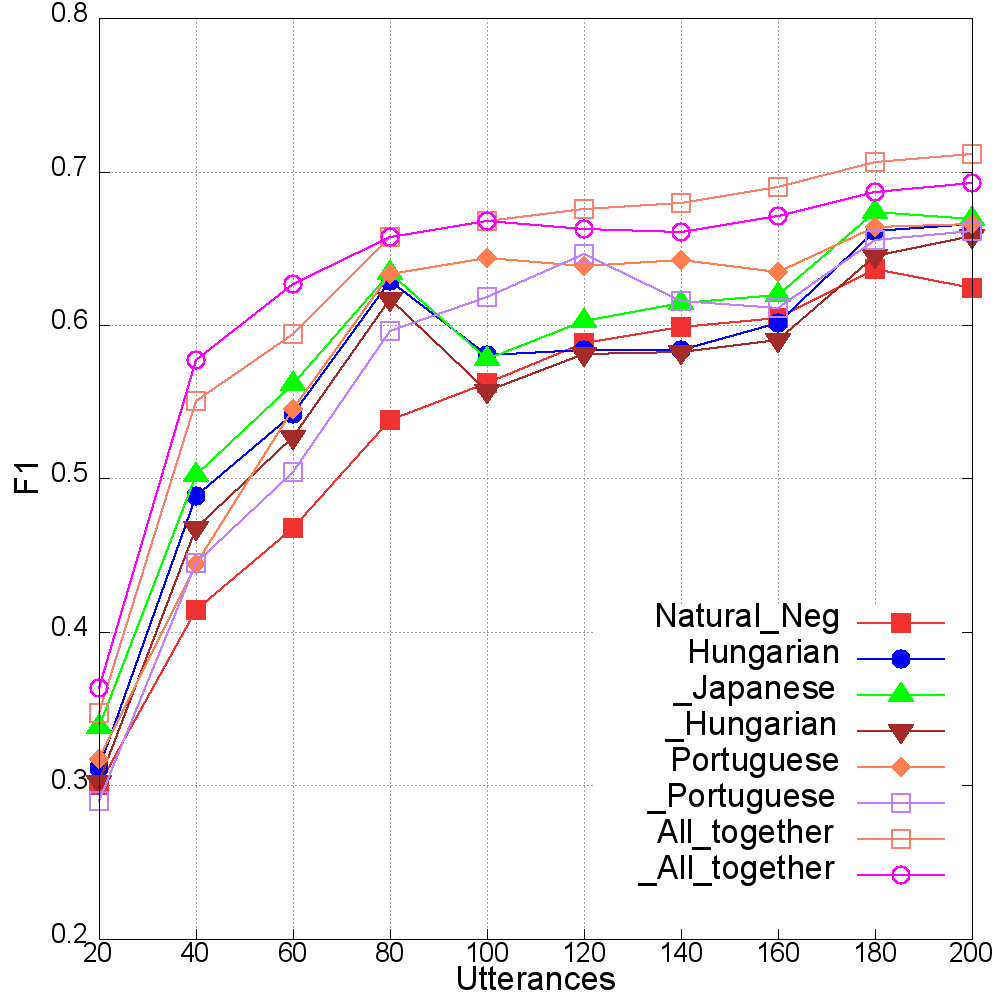 0.8
0.7
0.6
0.5
0.4
0.3
0.2
F1
Natural_Neg
Hungarian
_Japanese
_Hungarian
Portuguese
_Portuguese
All_together
_All_together
20 40 60 80 100 120 140 160 180 200
Utterances